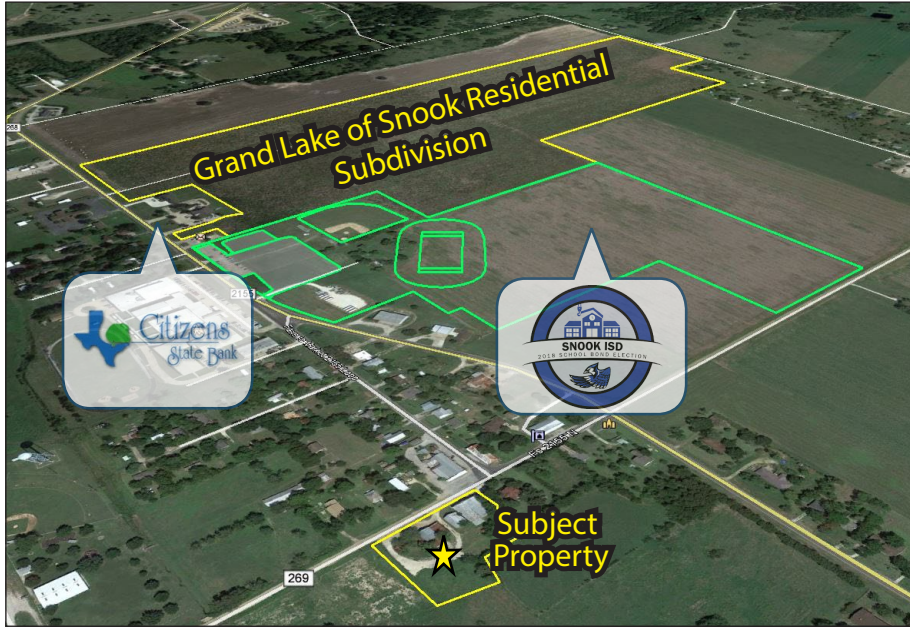 Grand Lake of Snook Residential
Subdivision
268
2155
Citizens
State Bank
SNOOK ISD
2018 SCHOOL BOND ELECTION
Subject
Property
269